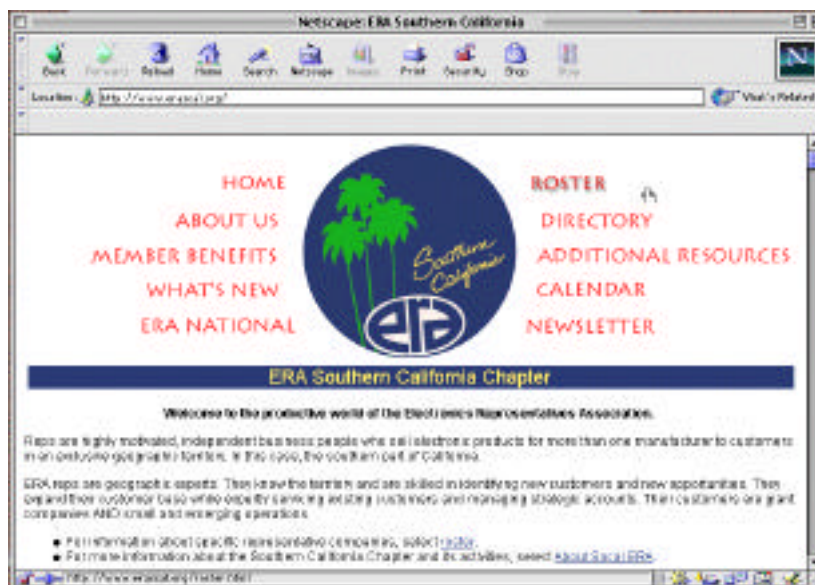 Netscape: ERA Southern California
Back Forward Reload Home Search Netscape Images Print Security Shop Stop
Location: http://www.erasocal.org/ What's Related
HOME ROSTER
ABOUT US DIRECTORY
MEMBER BENEFITS ADDITIONAL RESOURCES
WHAT'S NEW CALENDAR
ERA NATIONAL NEWSLETTER
Southern
California
era
ERA Southern California Chapter
Welcome to the productive world of the Electronics Representatives Association.
Reps are highly motivated, independent business people who sell electronic products for more than one manufacturer to customers
in an exclusive geographic territory. In this case, the southern part of California.
ERA reps are geographic experts. They know the territory and are skilled in identifying new customers and new opportunities. They
expand their customer base while expertly servicing existing customers and managing strategic accounts. Their customers are giant
companies AND small and emerging operations.
For information about specific representative companies, select roster.
For more information about the Southern California Chapter and its activities, select About Socal ERA.
http://www.erasocal.org/roster.html